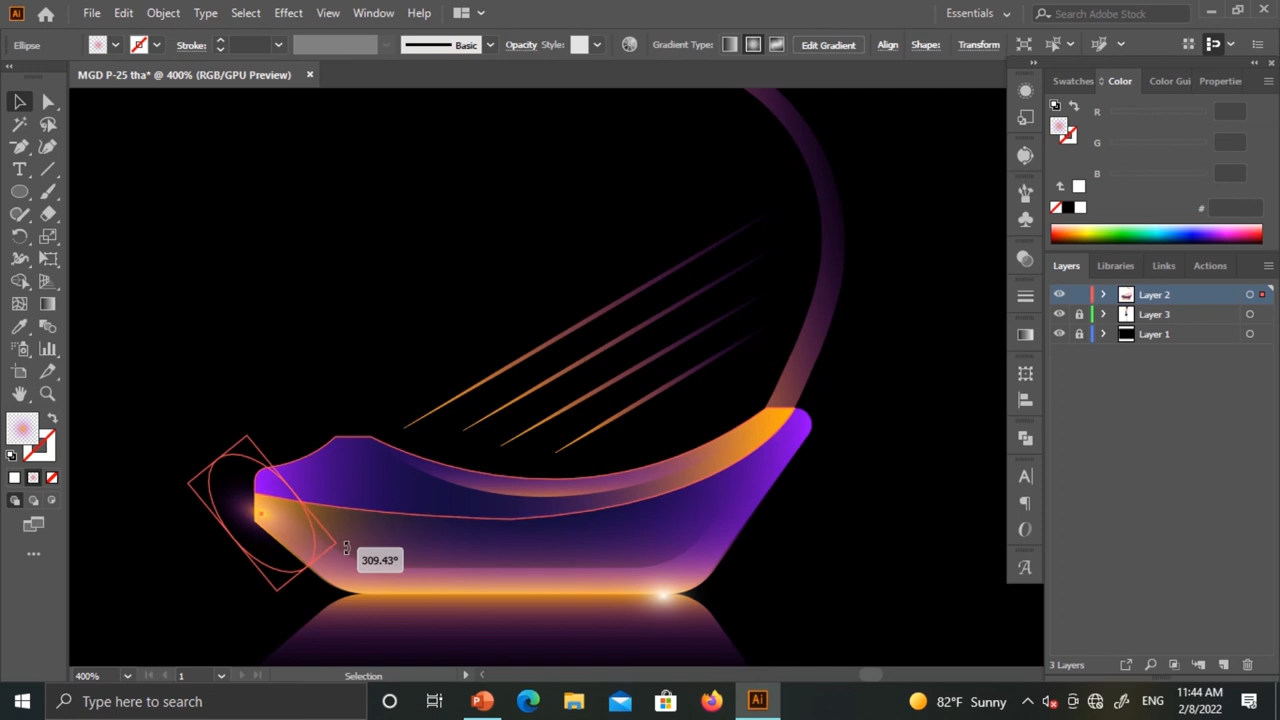 Ai File Edit Object Type Select Effect View Window Help Essentials Search Adobe Stock
Ellipse Stroke: Basic Opacity Style: Gradient Type: Edit Gradient Align Shape: Transform
MGD P-25 tha* @ 400% (RGB/GPU Preview) ×
Swatches Color Color Gui Properties
R
G
B
#
Layers Libraries Links Actions
Layer 2
Layer 3
Layer 1
309.43°
3 Layers
400% 1 Selection
Type here to search 82°F Sunny ENG 11:44 AM
2/8/2022